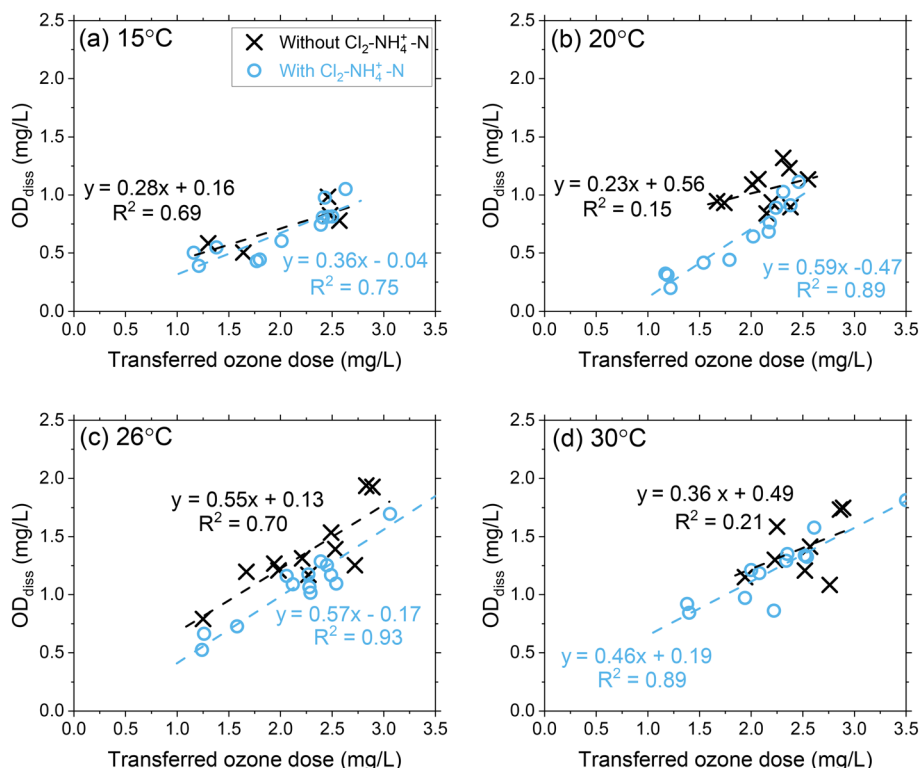 (a) 15°C
Without Cl₂-NH₄⁺-N
With Cl₂-NH₄⁺-N
y = 0.28x + 0.16
R² = 0.69
y = 0.36x - 0.04
R² = 0.75
OD_diss (mg/L)
0.0 0.5 1.0 1.5 2.0 2.5
0.0 0.5 1.0 1.5 2.0 2.5 3.0 3.5
Transferred ozone dose (mg/L)
(b) 20°C
y = 0.23x + 0.56
R² = 0.15
y = 0.59x -0.47
R² = 0.89
OD_diss (mg/L)
0.0 0.5 1.0 1.5 2.0 2.5
0.0 0.5 1.0 1.5 2.0 2.5 3.0 3.5
Transferred ozone dose (mg/L)
(c) 26°C
y = 0.55x + 0.13
R² = 0.70
y = 0.57x - 0.17
R² = 0.93
OD_diss (mg/L)
0.0 0.5 1.0 1.5 2.0 2.5
0.0 0.5 1.0 1.5 2.0 2.5 3.0 3.5
Transferred ozone dose (mg/L)
(d) 30°C
y = 0.36 x + 0.49
R² = 0.21
y = 0.46x + 0.19
R² = 0.89
OD_diss (mg/L)
0.0 0.5 1.0 1.5 2.0 2.5
0.0 0.5 1.0 1.5 2.0 2.5 3.0 3.5
Transferred ozone dose (mg/L)